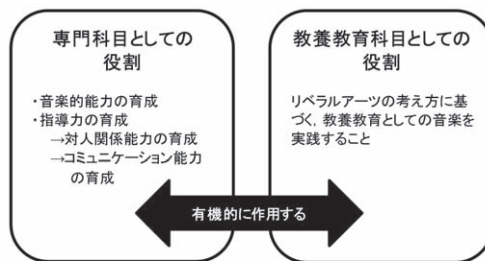 専門科目としての
役割
・音楽的能力の育成
・指導力の育成
→対人関係能力の育成
→コミュニケーション能力
の育成
教養教育科目としての
役割
リベラルアーツの考え方に基
づく，教養教育としての音楽を
実践すること
有機的に作用する